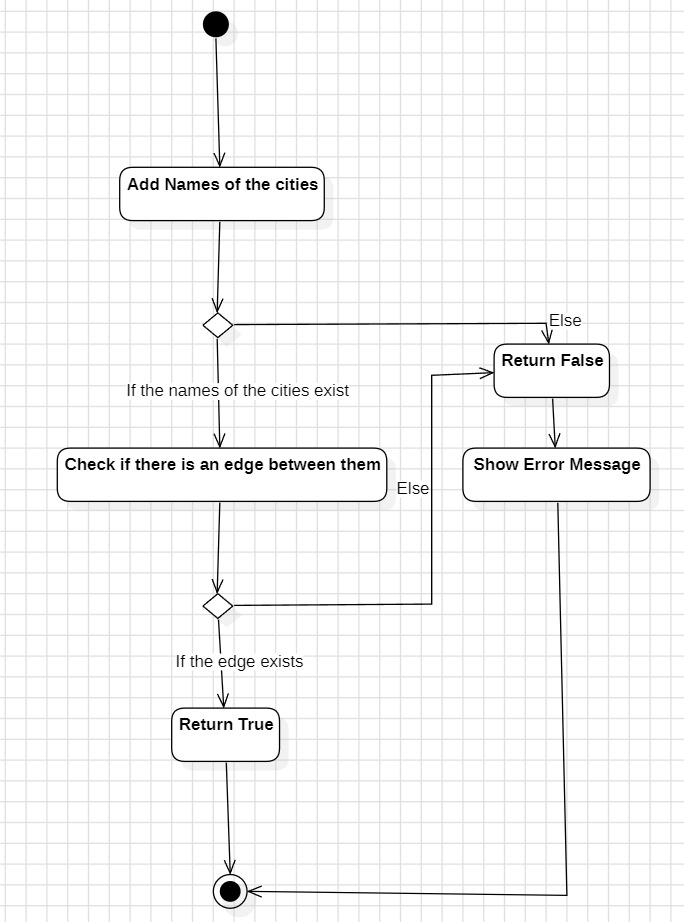 Add Names of the cities
Else
If the names of the cities exist
Return False
Check if there is an edge between them
Show Error Message
Else
If the edge exists
Return True